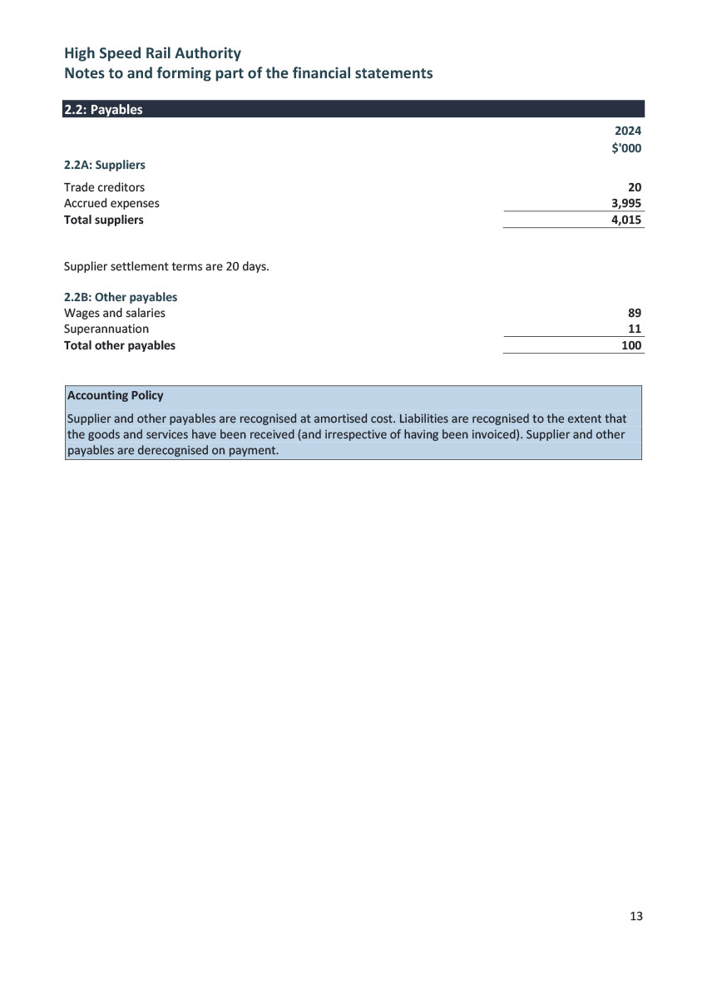 High Speed Rail Authority
Notes to and forming part of the financial statements
2.2: Payables
2024
$'000
2.2A: Suppliers
Trade creditors 20
Accrued expenses 3,995
Total suppliers 4,015
Supplier settlement terms are 20 days.
2.2B: Other payables
Wages and salaries 89
Superannuation 11
Total other payables 100
Accounting Policy
Supplier and other payables are recognised at amortised cost. Liabilities are recognised to the extent that
the goods and services have been received (and irrespective of having been invoiced). Supplier and other
payables are derecognised on payment.
13